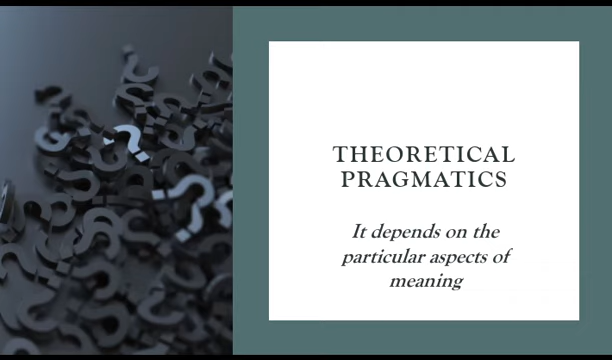 THEORETICAL
PRAGMATICS
It depends on the
particular aspects of
meaning